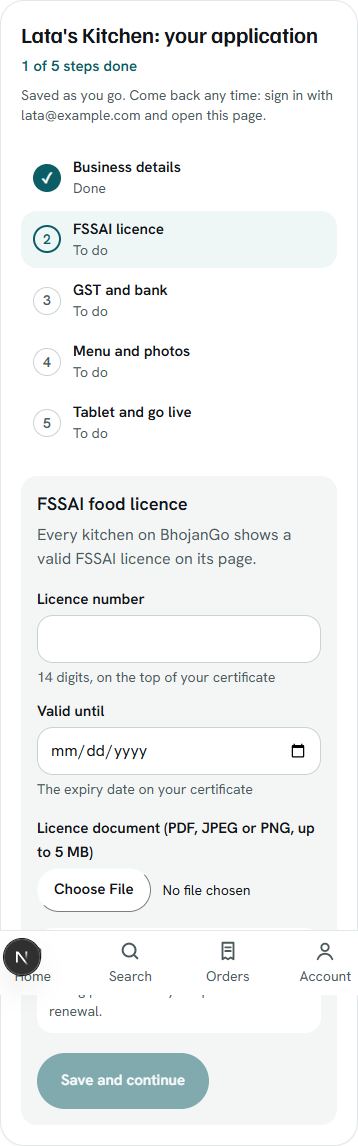 Lata's Kitchen: your application
1 of 5 steps done
Saved as you go. Come back any time: sign in with
lata@example.com and open this page.
Business details
Done
2
FSSAI licence
To do
3
GST and bank
To do
4
Menu and photos
To do
5
Tablet and go live
To do
FSSAI food licence
Every kitchen on BhojanGo shows a
valid FSSAI licence on its page.
Licence number
14 digits, on the top of your certificate
Valid until
mm/dd/yyyy
The expiry date on your certificate
Licence document (PDF, JPEG or PNG, up
to 5 MB)
Choose File No file chosen
N
Home Search Orders Account
renewal.
Save and continue